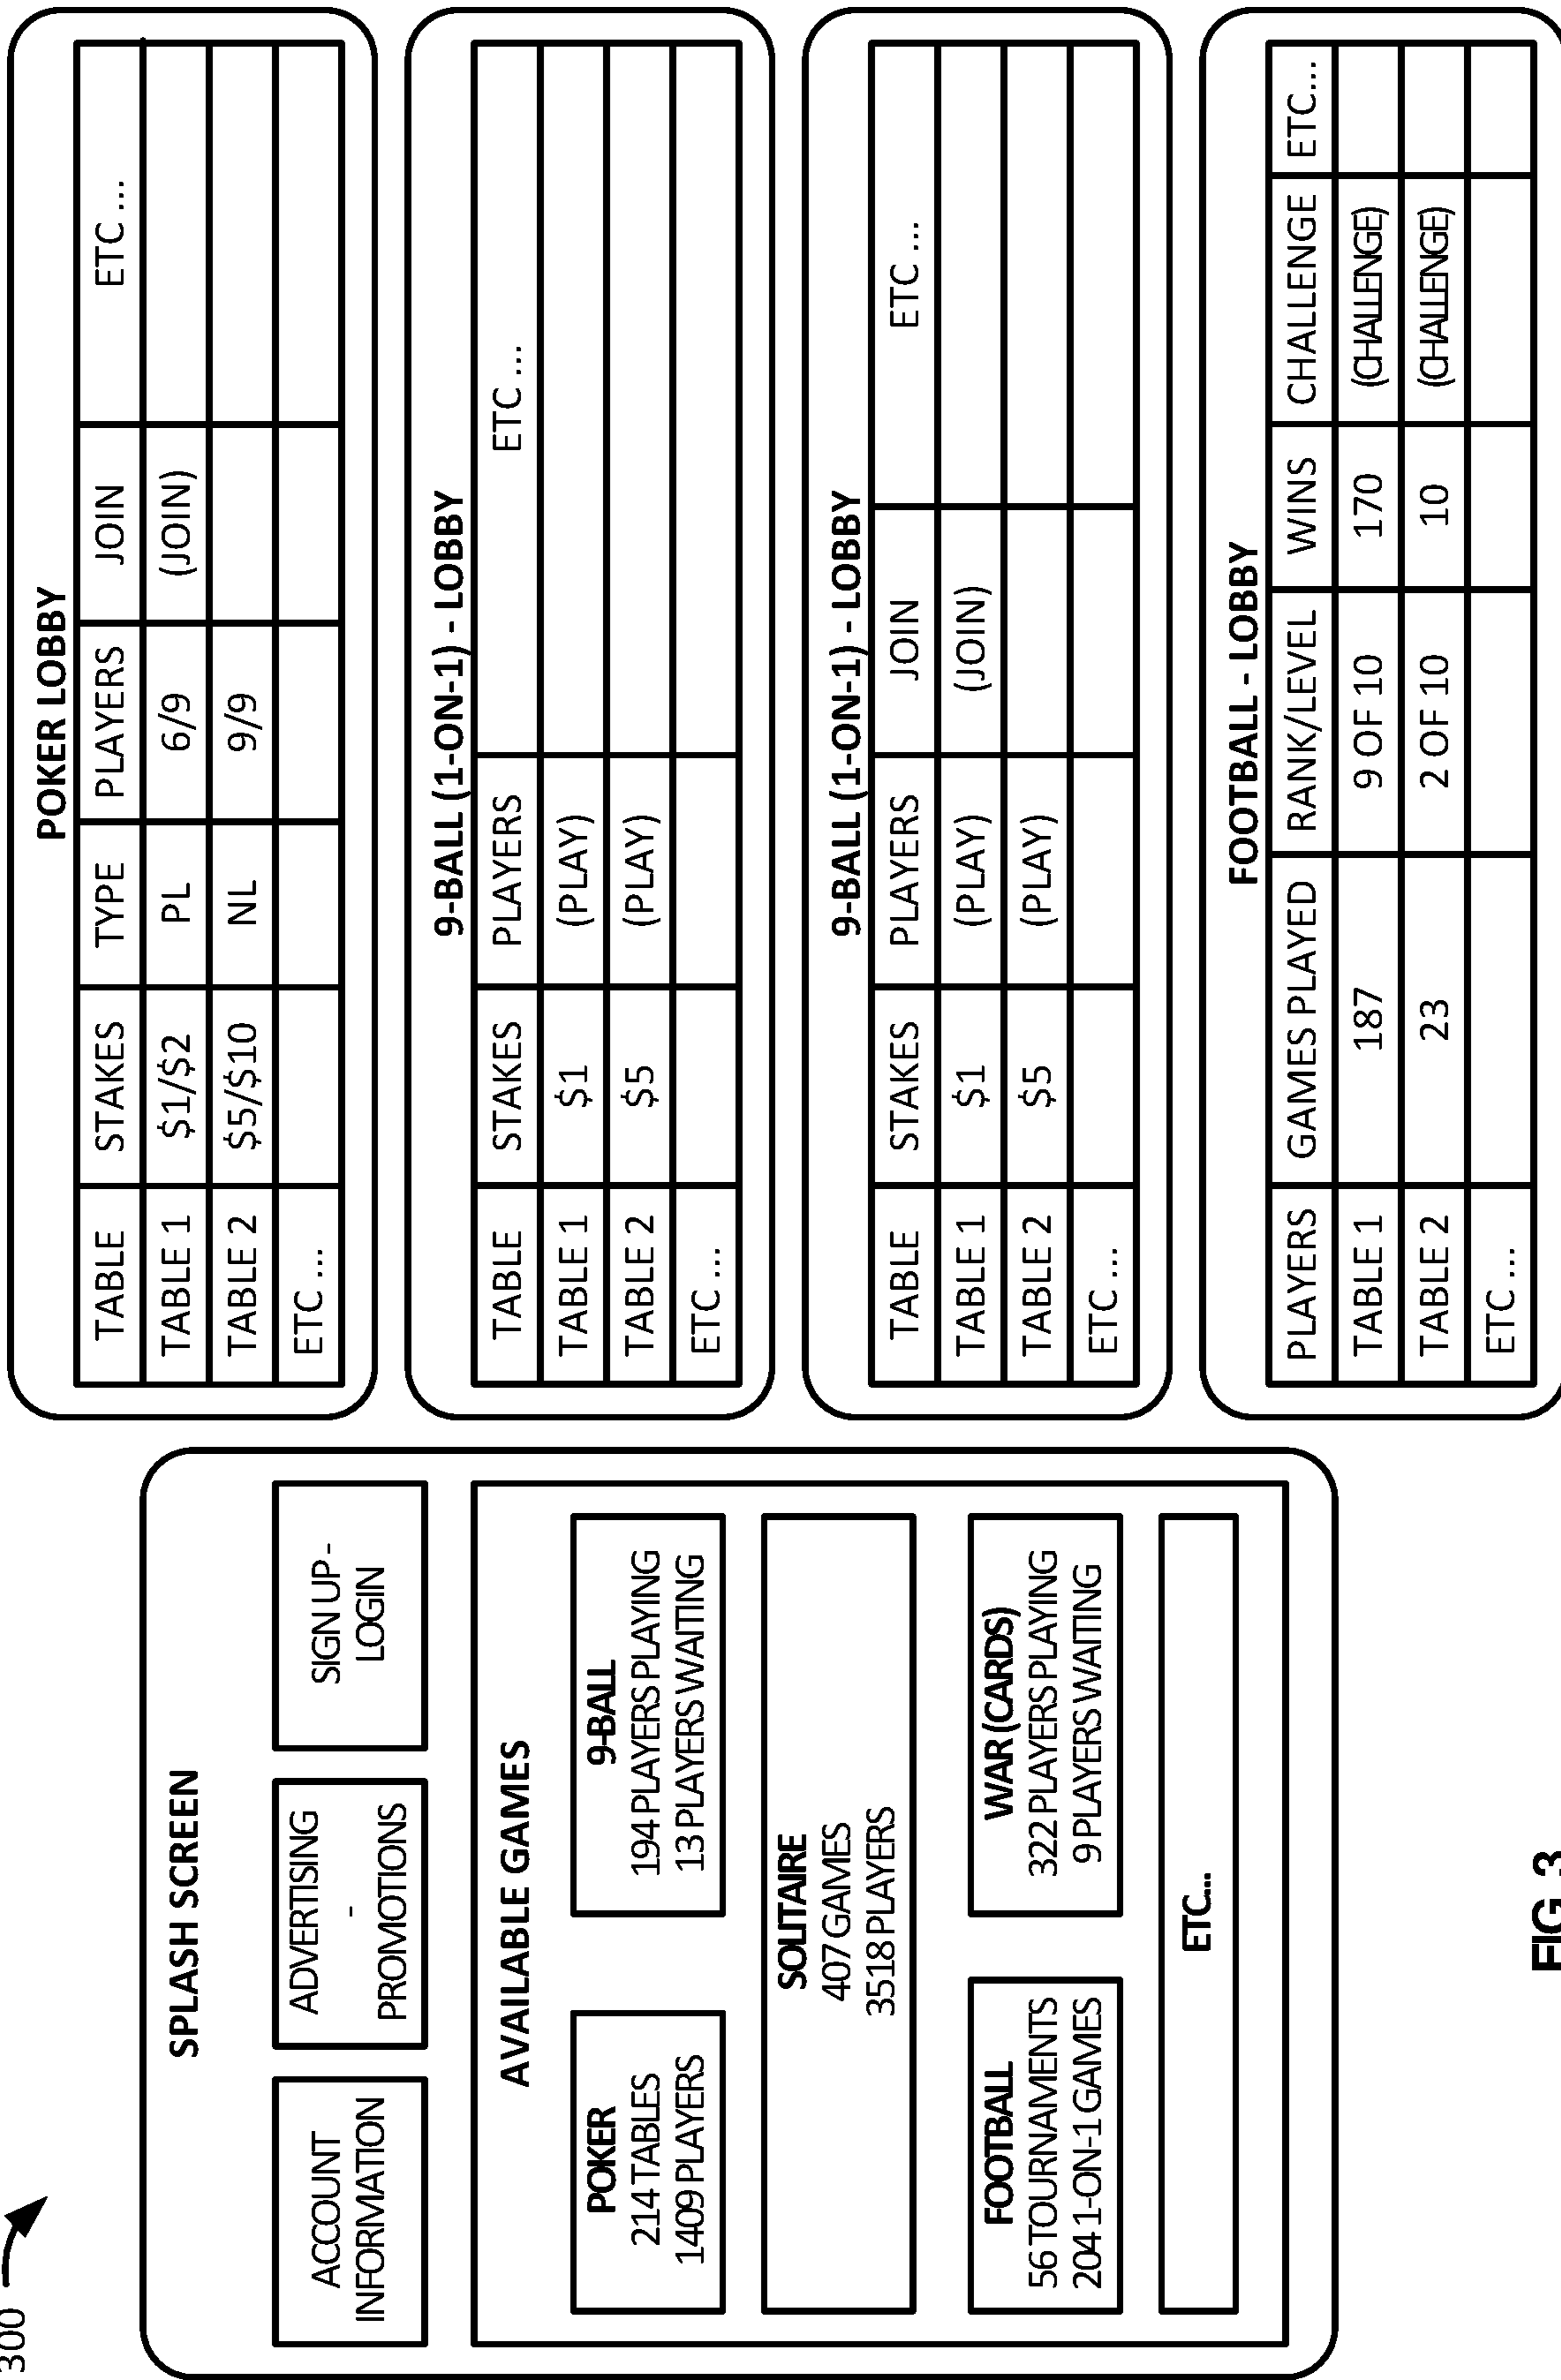 300
SPLASH SCREEN
ACCOUNT
INFORMATION
ADVERTISING
-
PROMOTIONS
SIGN UP -
LOGIN
AVAILABLE GAMES
POKER
214 TABLES
1409 PLAYERS
9-BALL
194 PLAYERS PLAYING
13 PLAYERS WAITING
SOLITAIRE
407 GAMES
3518 PLAYERS
FOOTBALL
56 TOURNAMENTS
204 1-ON-1 GAMES
WAR (CARDS)
322 PLAYERS PLAYING
9 PLAYERS WAITING
ETC...
POKER LOBBY
TABLE STAKES TYPE PLAYERS JOIN ETC ...
TABLE 1 $1/$2 PL 6/9 (JOIN)
TABLE 2 $5/$10 NL 9/9
ETC ...
9-BALL (1-ON-1) - LOBBY
TABLE STAKES PLAYERS ETC ...
TABLE 1 $1 (PLAY)
TABLE 2 $5 (PLAY)
ETC ...
9-BALL (1-ON-1) - LOBBY
TABLE STAKES PLAYERS JOIN ETC ...
TABLE 1 $1 (PLAY) (JOIN)
TABLE 2 $5 (PLAY)
ETC ...
FOOTBALL - LOBBY
PLAYERS GAMES PLAYED RANK/LEVEL WINS CHALLENGE ETC...
TABLE 1 187 9 OF 10 170 (CHALLENGE)
TABLE 2 23 2 OF 10 10 (CHALLENGE)
ETC ...
FIG. 3